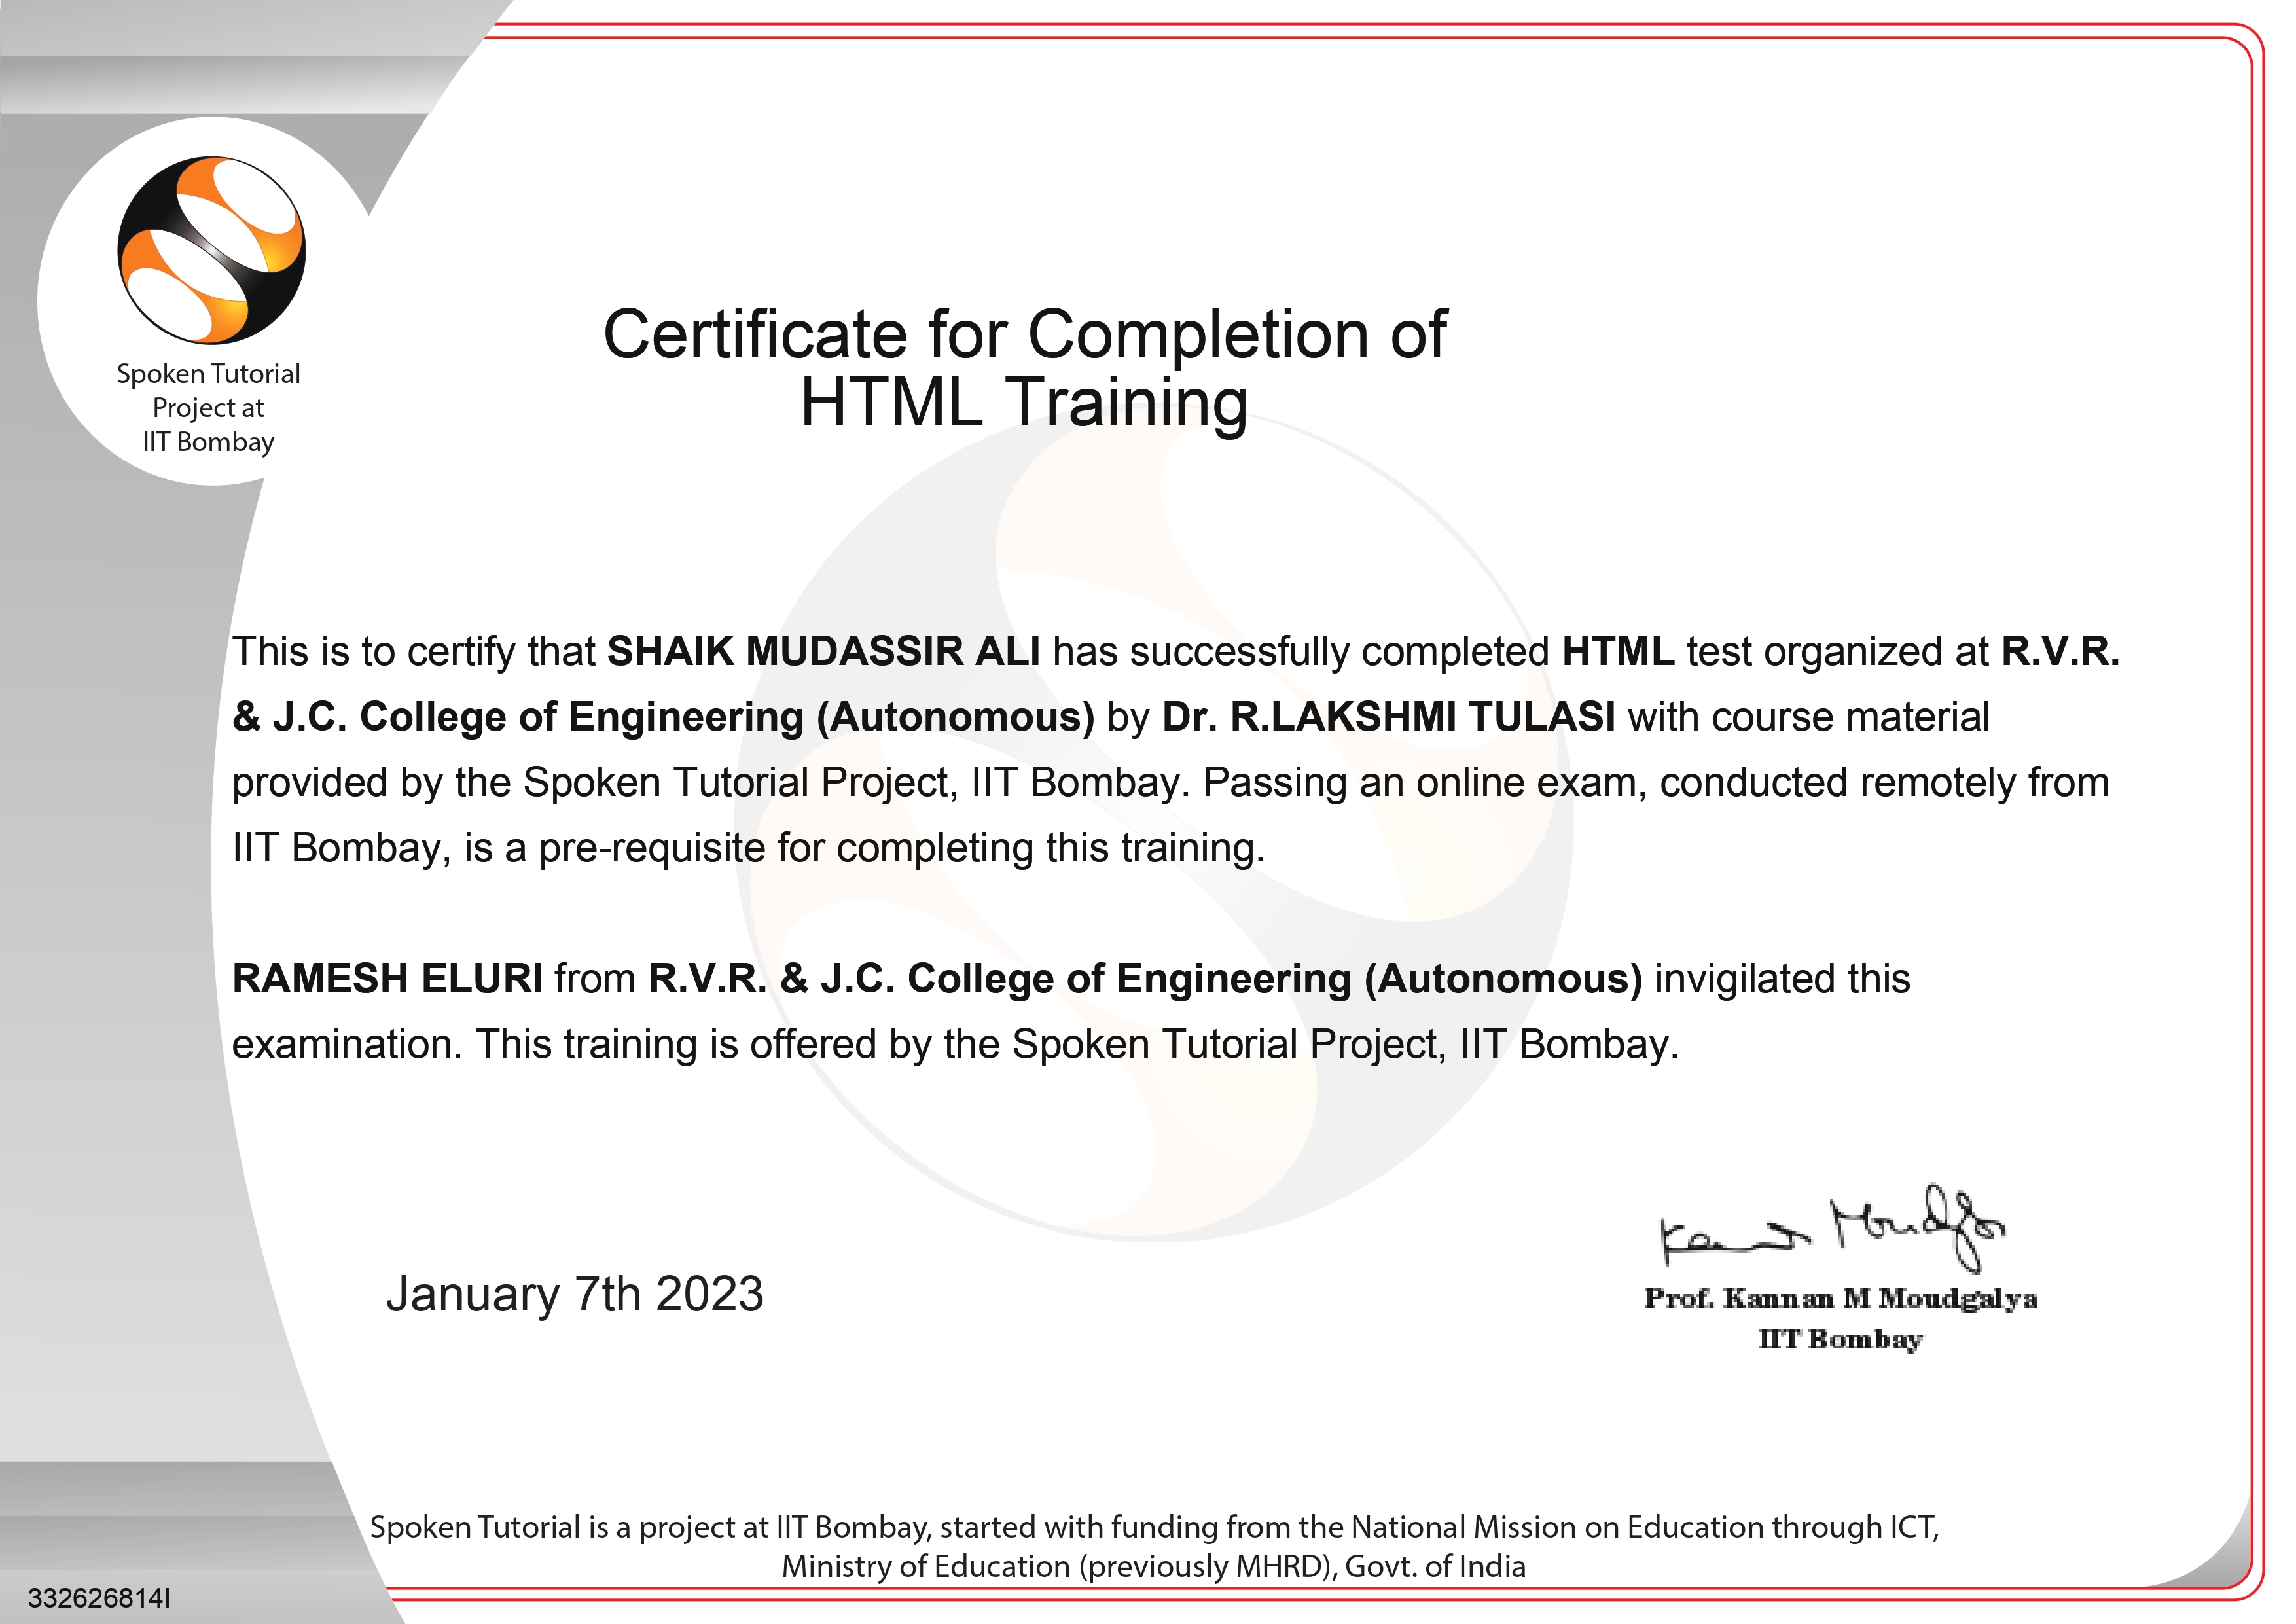 Spoken Tutorial
Project at
IIT Bombay
Certificate for Completion of
HTML Training
This is to certify that SHAIK MUDASSIR ALI has successfully completed HTML test organized at R.V.R.
& J.C. College of Engineering (Autonomous) by Dr. R.LAKSHMI TULASI with course material
provided by the Spoken Tutorial Project, IIT Bombay. Passing an online exam, conducted remotely from
IIT Bombay, is a pre-requisite for completing this training.
RAMESH ELURI from R.V.R. & J.C. College of Engineering (Autonomous) invigilated this
examination. This training is offered by the Spoken Tutorial Project, IIT Bombay.
January 7th 2023
Kannan Moudgalya
Prof. Kannan M Moudgalya
IIT Bombay
Spoken Tutorial is a project at IIT Bombay, started with funding from the National Mission on Education through ICT,
Ministry of Education (previously MHRD), Govt. of India
332626814I